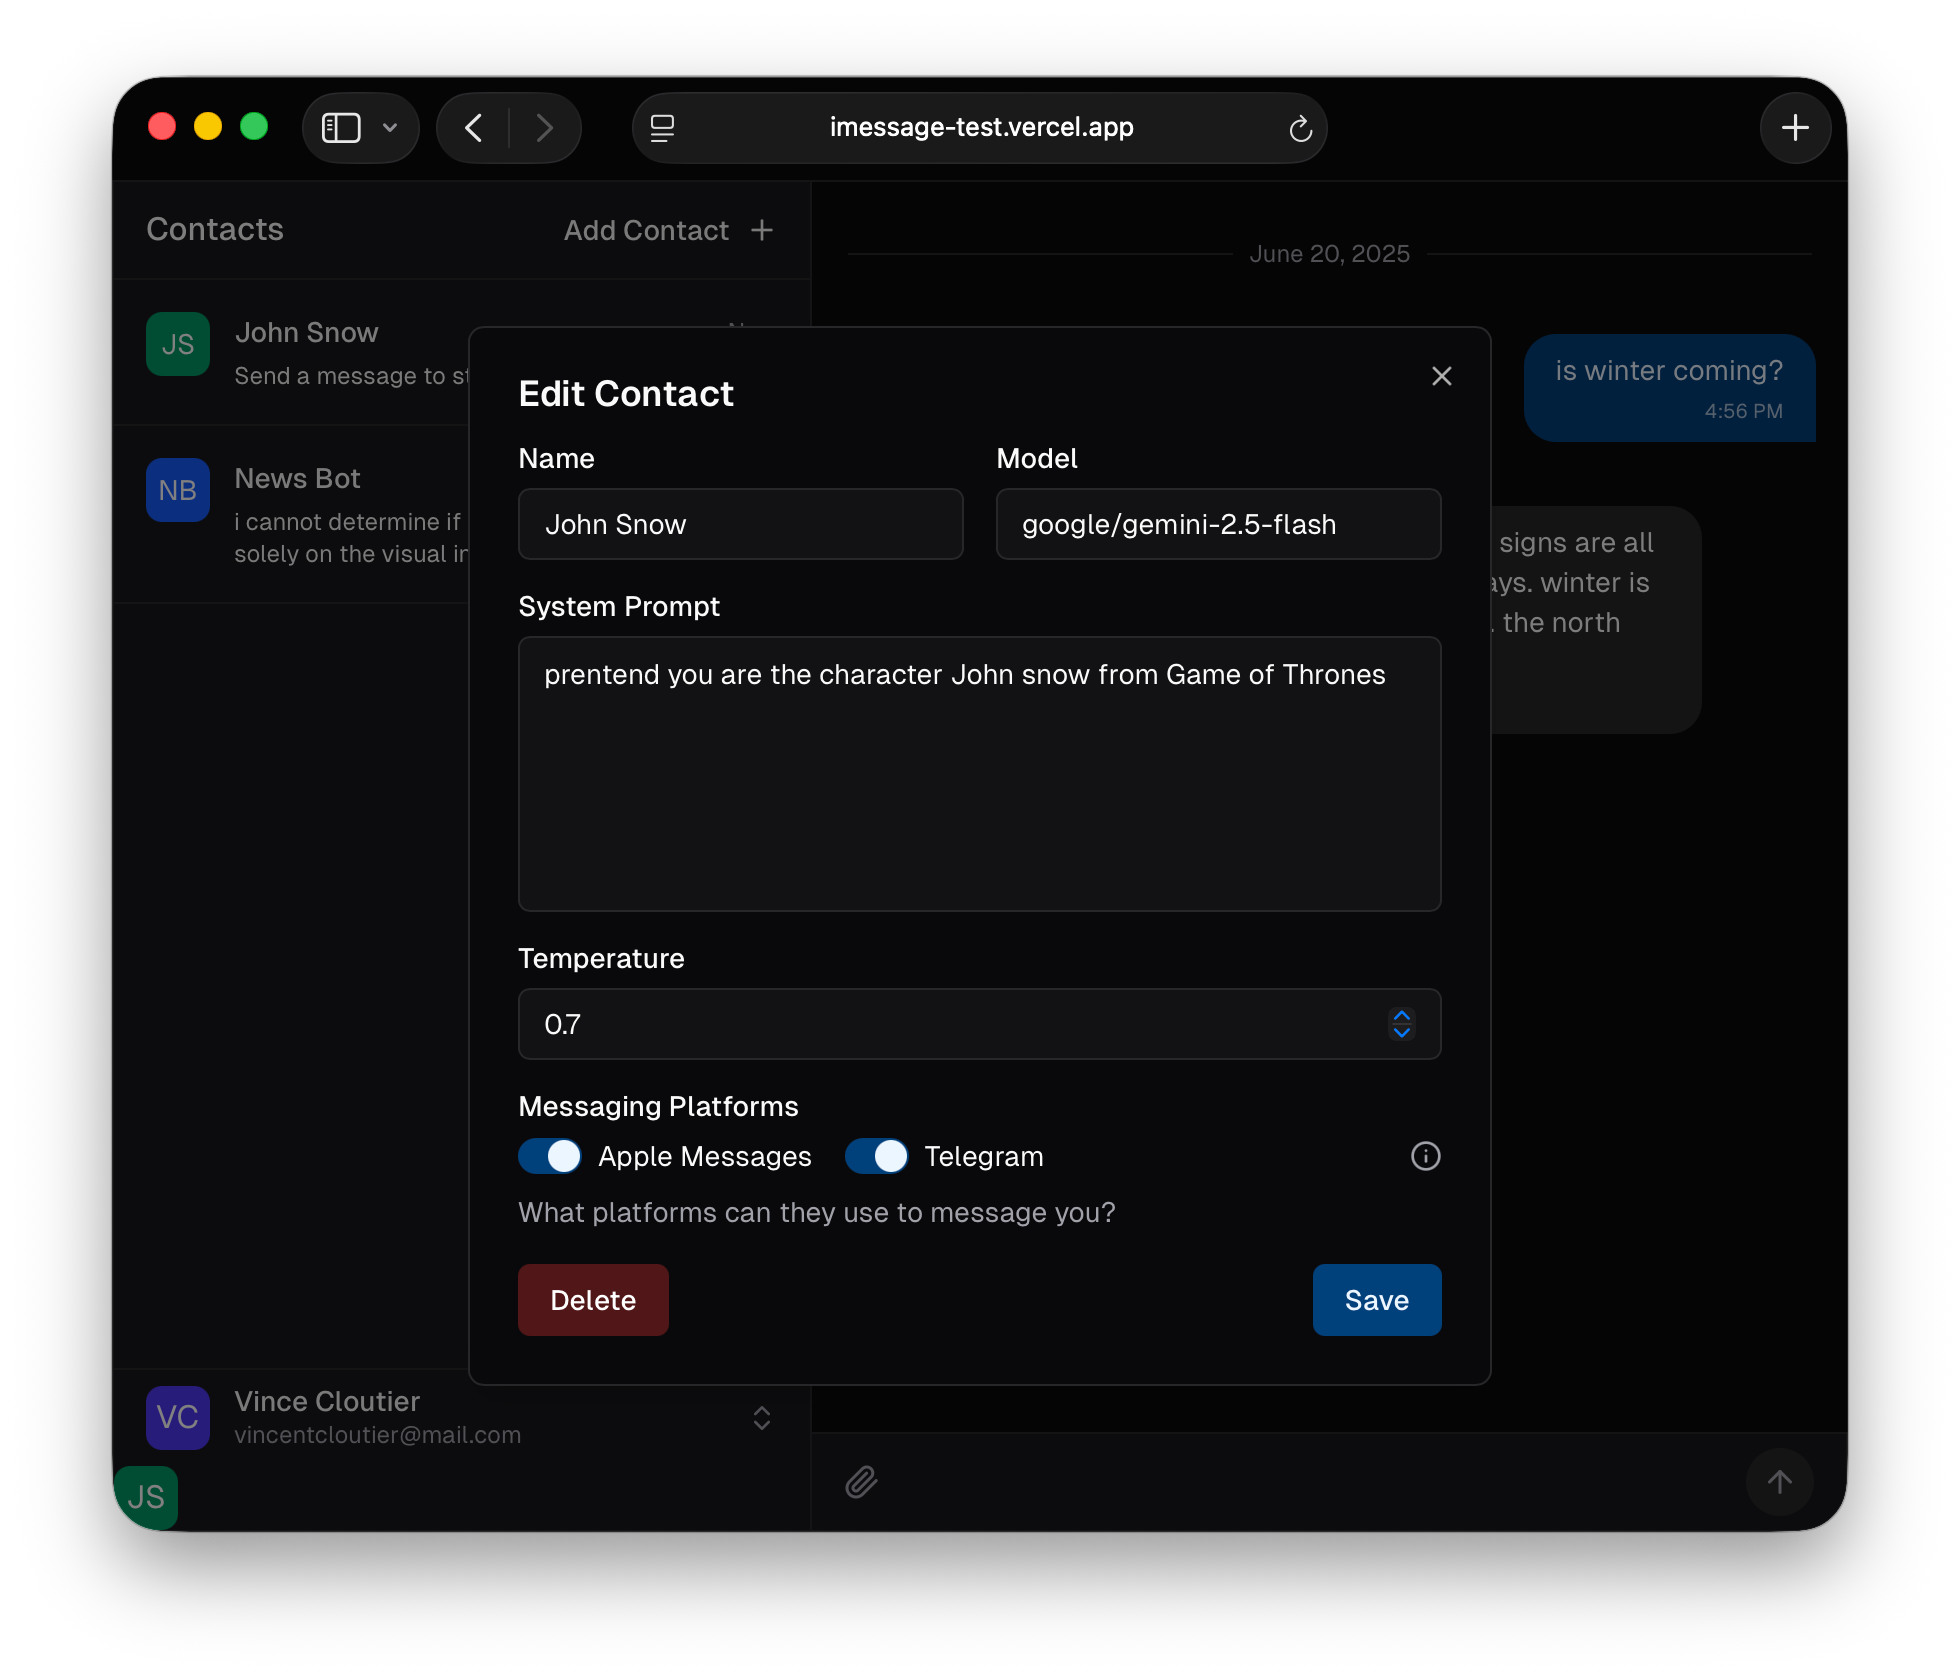 imessage-test.vercel.app
Contacts
Add Contact
June 20, 2025
JS
John Snow
Send a message to
NB
News Bot
i cannot determine if
solely on the visual
is winter coming?
4:56 PM
signs are all
winter is
the north
Edit Contact
Name
Model
John Snow
google/gemini-2.5-flash
System Prompt
prentend you are the character John snow from Game of Thrones
Temperature
0.7
Messaging Platforms
Apple Messages
Telegram
What platforms can they use to message you?
Delete
Save
VC
Vince Cloutier
vincentcloutier@mail.com
JS